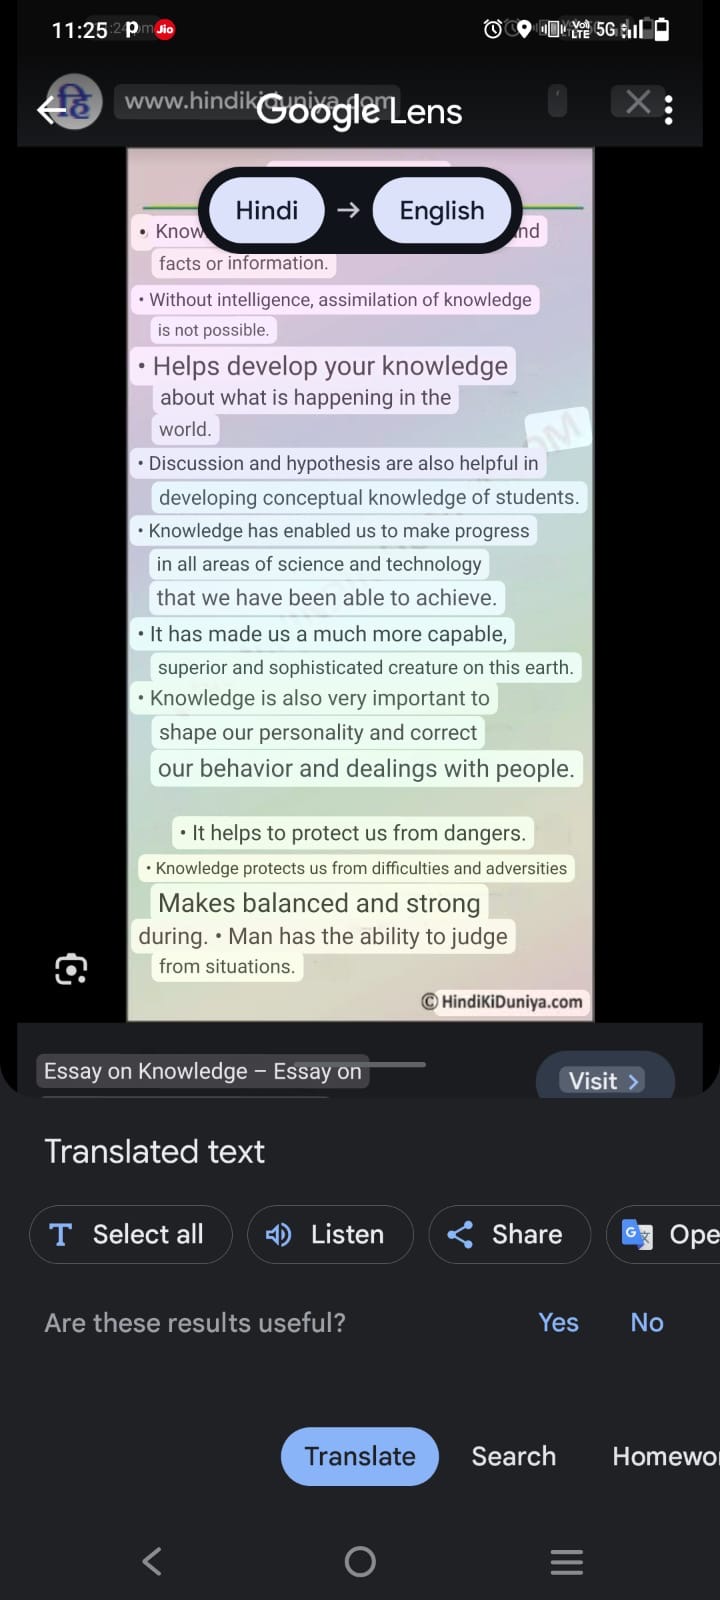 11:25 P Jio Vo) LTE 5G
www.hindikiduniya.com
Google Lens
Hindi → English
• Know nd
facts or information.
• Without intelligence, assimilation of knowledge
is not possible.
• Helps develop your knowledge
about what is happening in the
world.
• Discussion and hypothesis are also helpful in
developing conceptual knowledge of students.
• Knowledge has enabled us to make progress
in all areas of science and technology
that we have been able to achieve.
• It has made us a much more capable,
superior and sophisticated creature on this earth.
• Knowledge is also very important to
shape our personality and correct
our behavior and dealings with people.
• It helps to protect us from dangers.
• Knowledge protects us from difficulties and adversities
Makes balanced and strong
during. • Man has the ability to judge
from situations.
© HindiKiDuniya.com
Essay on Knowledge – Essay on
Visit >
Translated text
Select all
Listen
Share
Ope
Are these results useful?
Yes
No
Translate
Search
Homewo